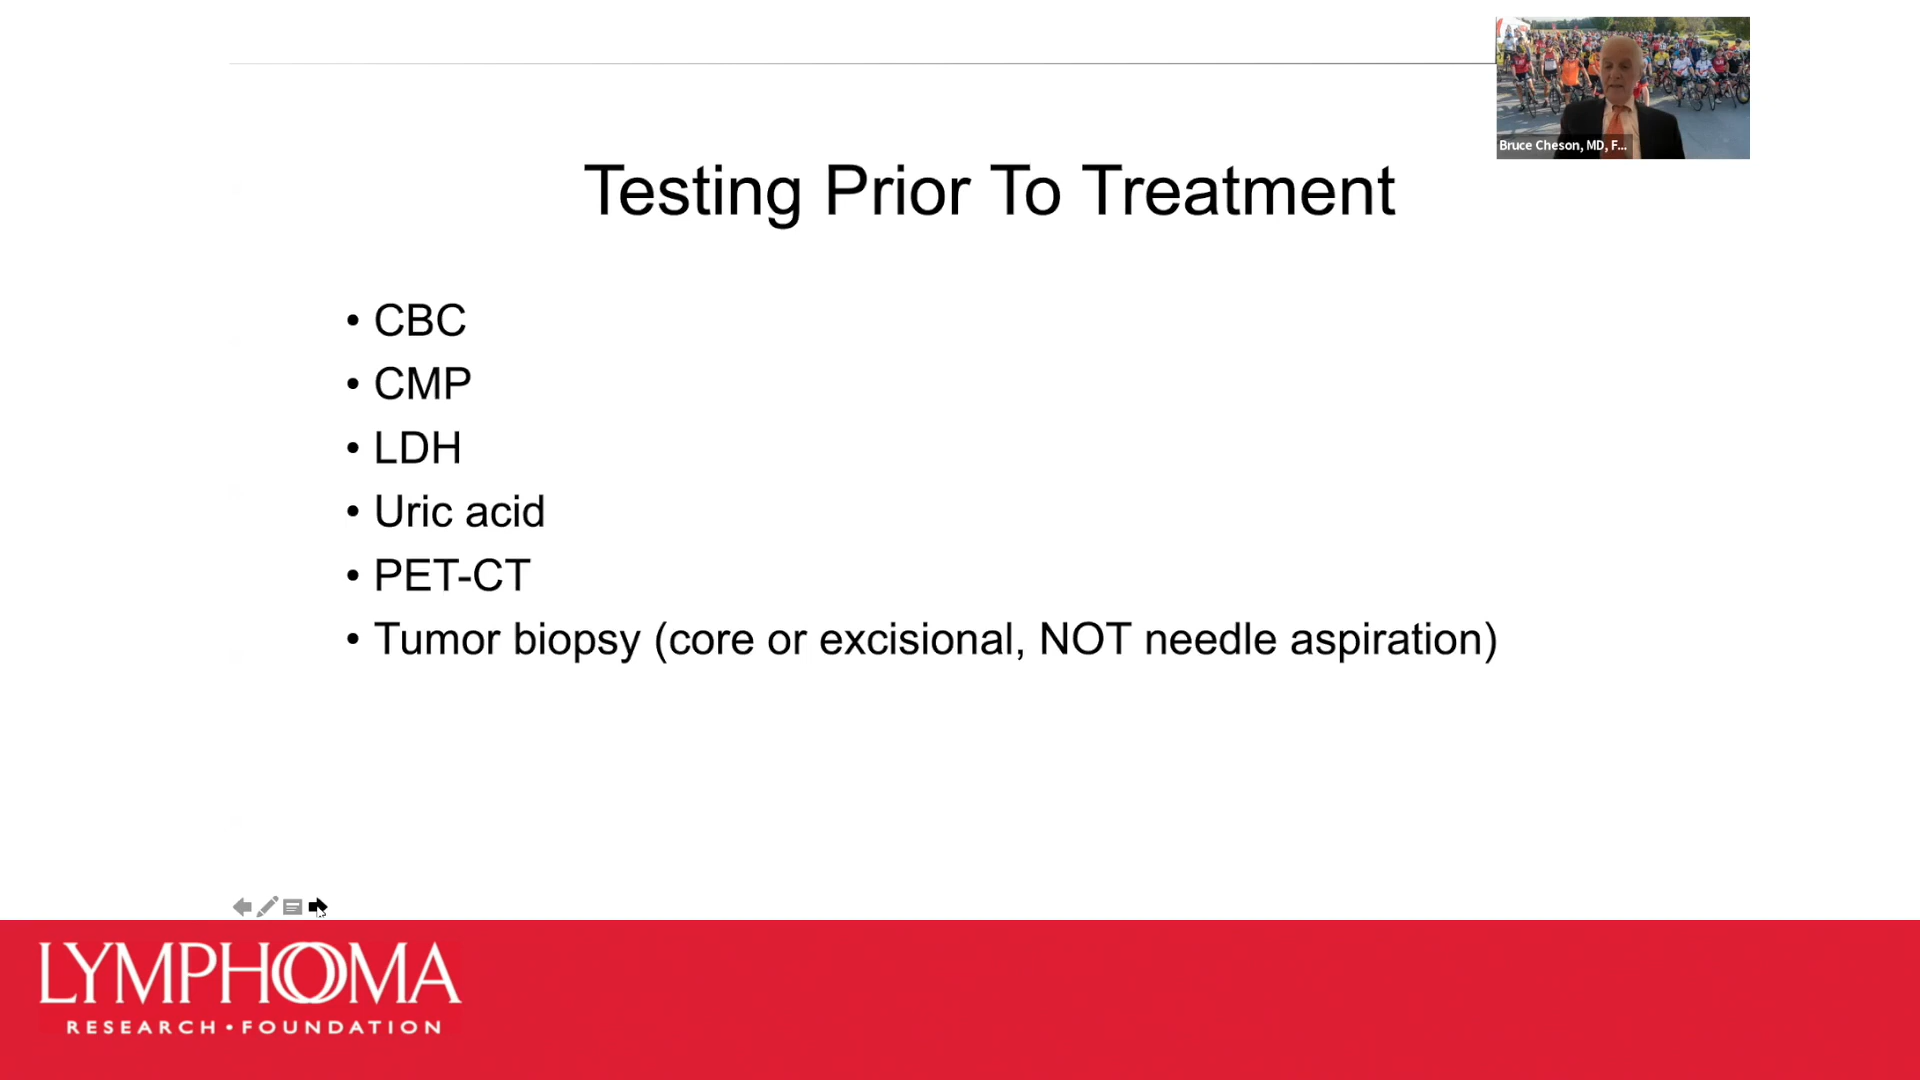 Bruce Cheson, MD, F...
Testing Prior To Treatment
• CBC
• CMP
• LDH
• Uric acid
• PET-CT
• Tumor biopsy (core or excisional, NOT needle aspiration)
LYMPHOMA
RESEARCH • FOUNDATION